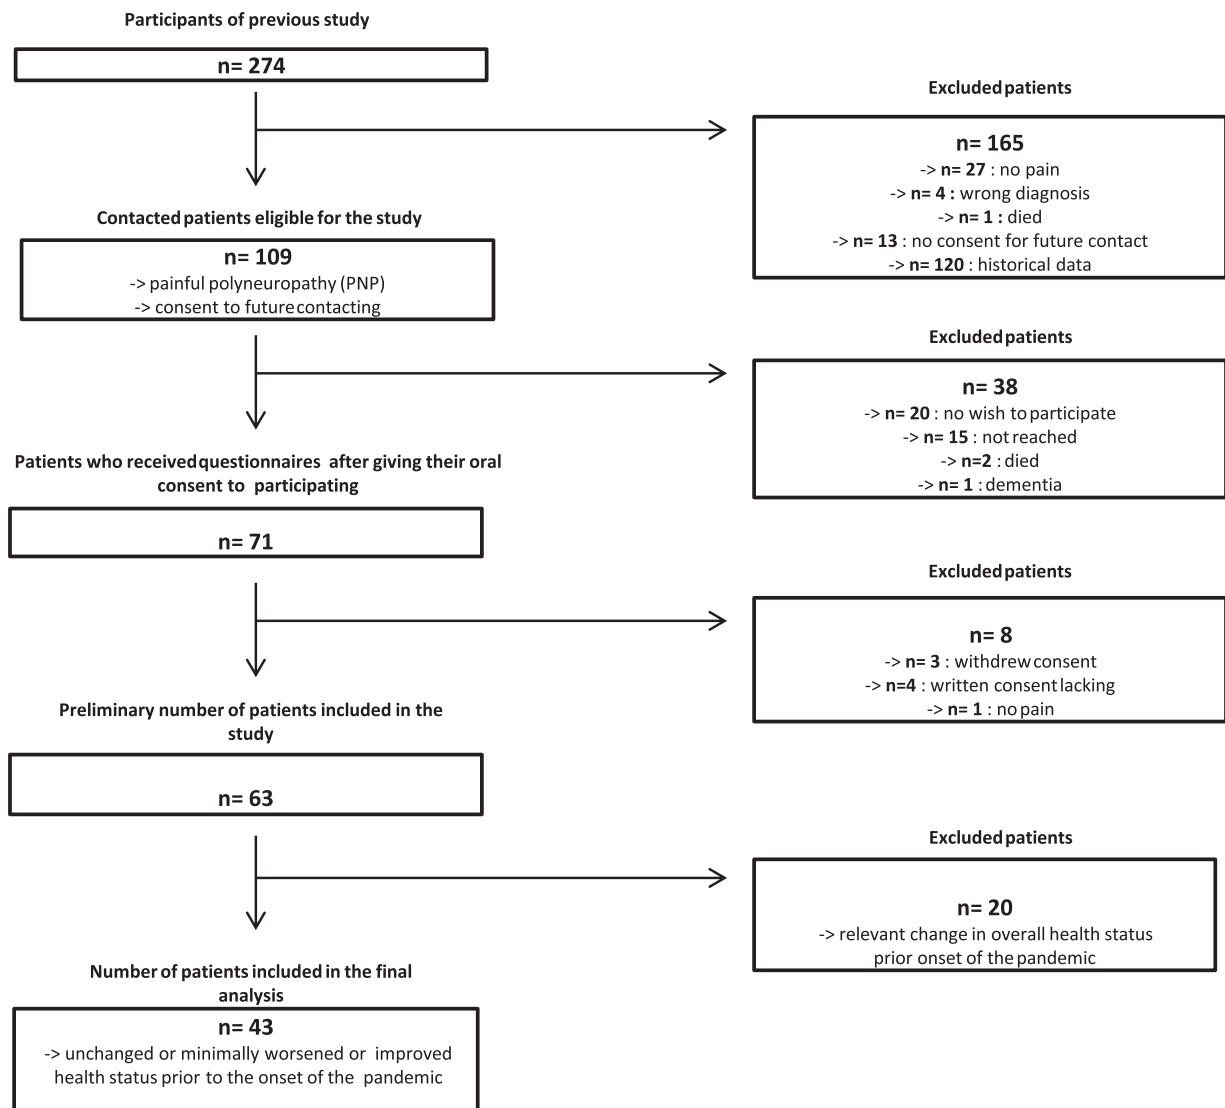 Participants of previous study
n= 274
Excluded patients
n= 165
-> n= 27 : no pain
-> n= 4 : wrong diagnosis
-> n= 1 : died
-> n= 13 : no consent for future contact
-> n= 120 : historical data
Contacted patients eligible for the study
n= 109
-> painful polyneuropathy (PNP)
-> consent to future contacting
Excluded patients
n= 38
-> n= 20 : no wish to participate
-> n= 15 : not reached
-> n=2 : died
-> n= 1 : dementia
Patients who received questionnaires after giving their oral
consent to participating
n= 71
Excluded patients
n= 8
-> n= 3 : withdrew consent
-> n=4 : written consent lacking
-> n= 1 : no pain
Preliminary number of patients included in the
study
n= 63
Excluded patients
n= 20
-> relevant change in overall health status
prior onset of the pandemic
Number of patients included in the final
analysis
n= 43
-> unchanged or minimally worsened or improved
health status prior to the onset of the pandemic